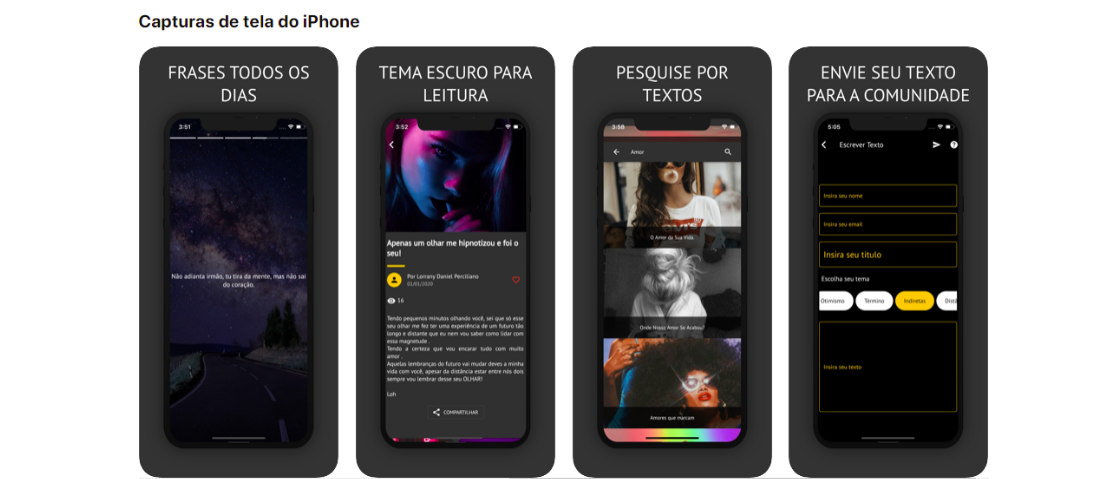 Capturas de tela do iPhone
FRASES TODOS OS
DIAS
3:51
Não adianta irmão, tu tira da mente, mas não sai
do coração.
TEMA ESCURO PARA
LEITURA
3:52
Apenas um olhar me hipnotizou e foi o
seu!
Por Lorrany Daniel Perciliano
01/01/2020
16
Tendo pequenos minutos olhando você, sei que só esse
seu olhar me fez ter uma experiência de um futuro tão
longo e distante que eu nem vou saber como lidar com
essa magnetude .
Tendo a certeza que vou encarar tudo com muito
amor .
Aquelas lembranças do futuro vai mudar deves a minha
vida com você, apesar da distância estar entre nós dois
sempre vou lembrar desse seu OLHAR!
Loh
COMPARTILHAR
PESQUISE POR
TEXTOS
3:58
Amor
O Amor da Sua Vida.
Onde Nosso Amor Se Acabou?
Amores que marcam
ENVIE SEU TEXTO
PARA A COMUNIDADE
5:05
Escrever Texto
Insira seu nome
Insira seu email
Insira seu título
Escolha seu tema
Otimismo
Término
Indiretas
Distâ
Insira seu texto